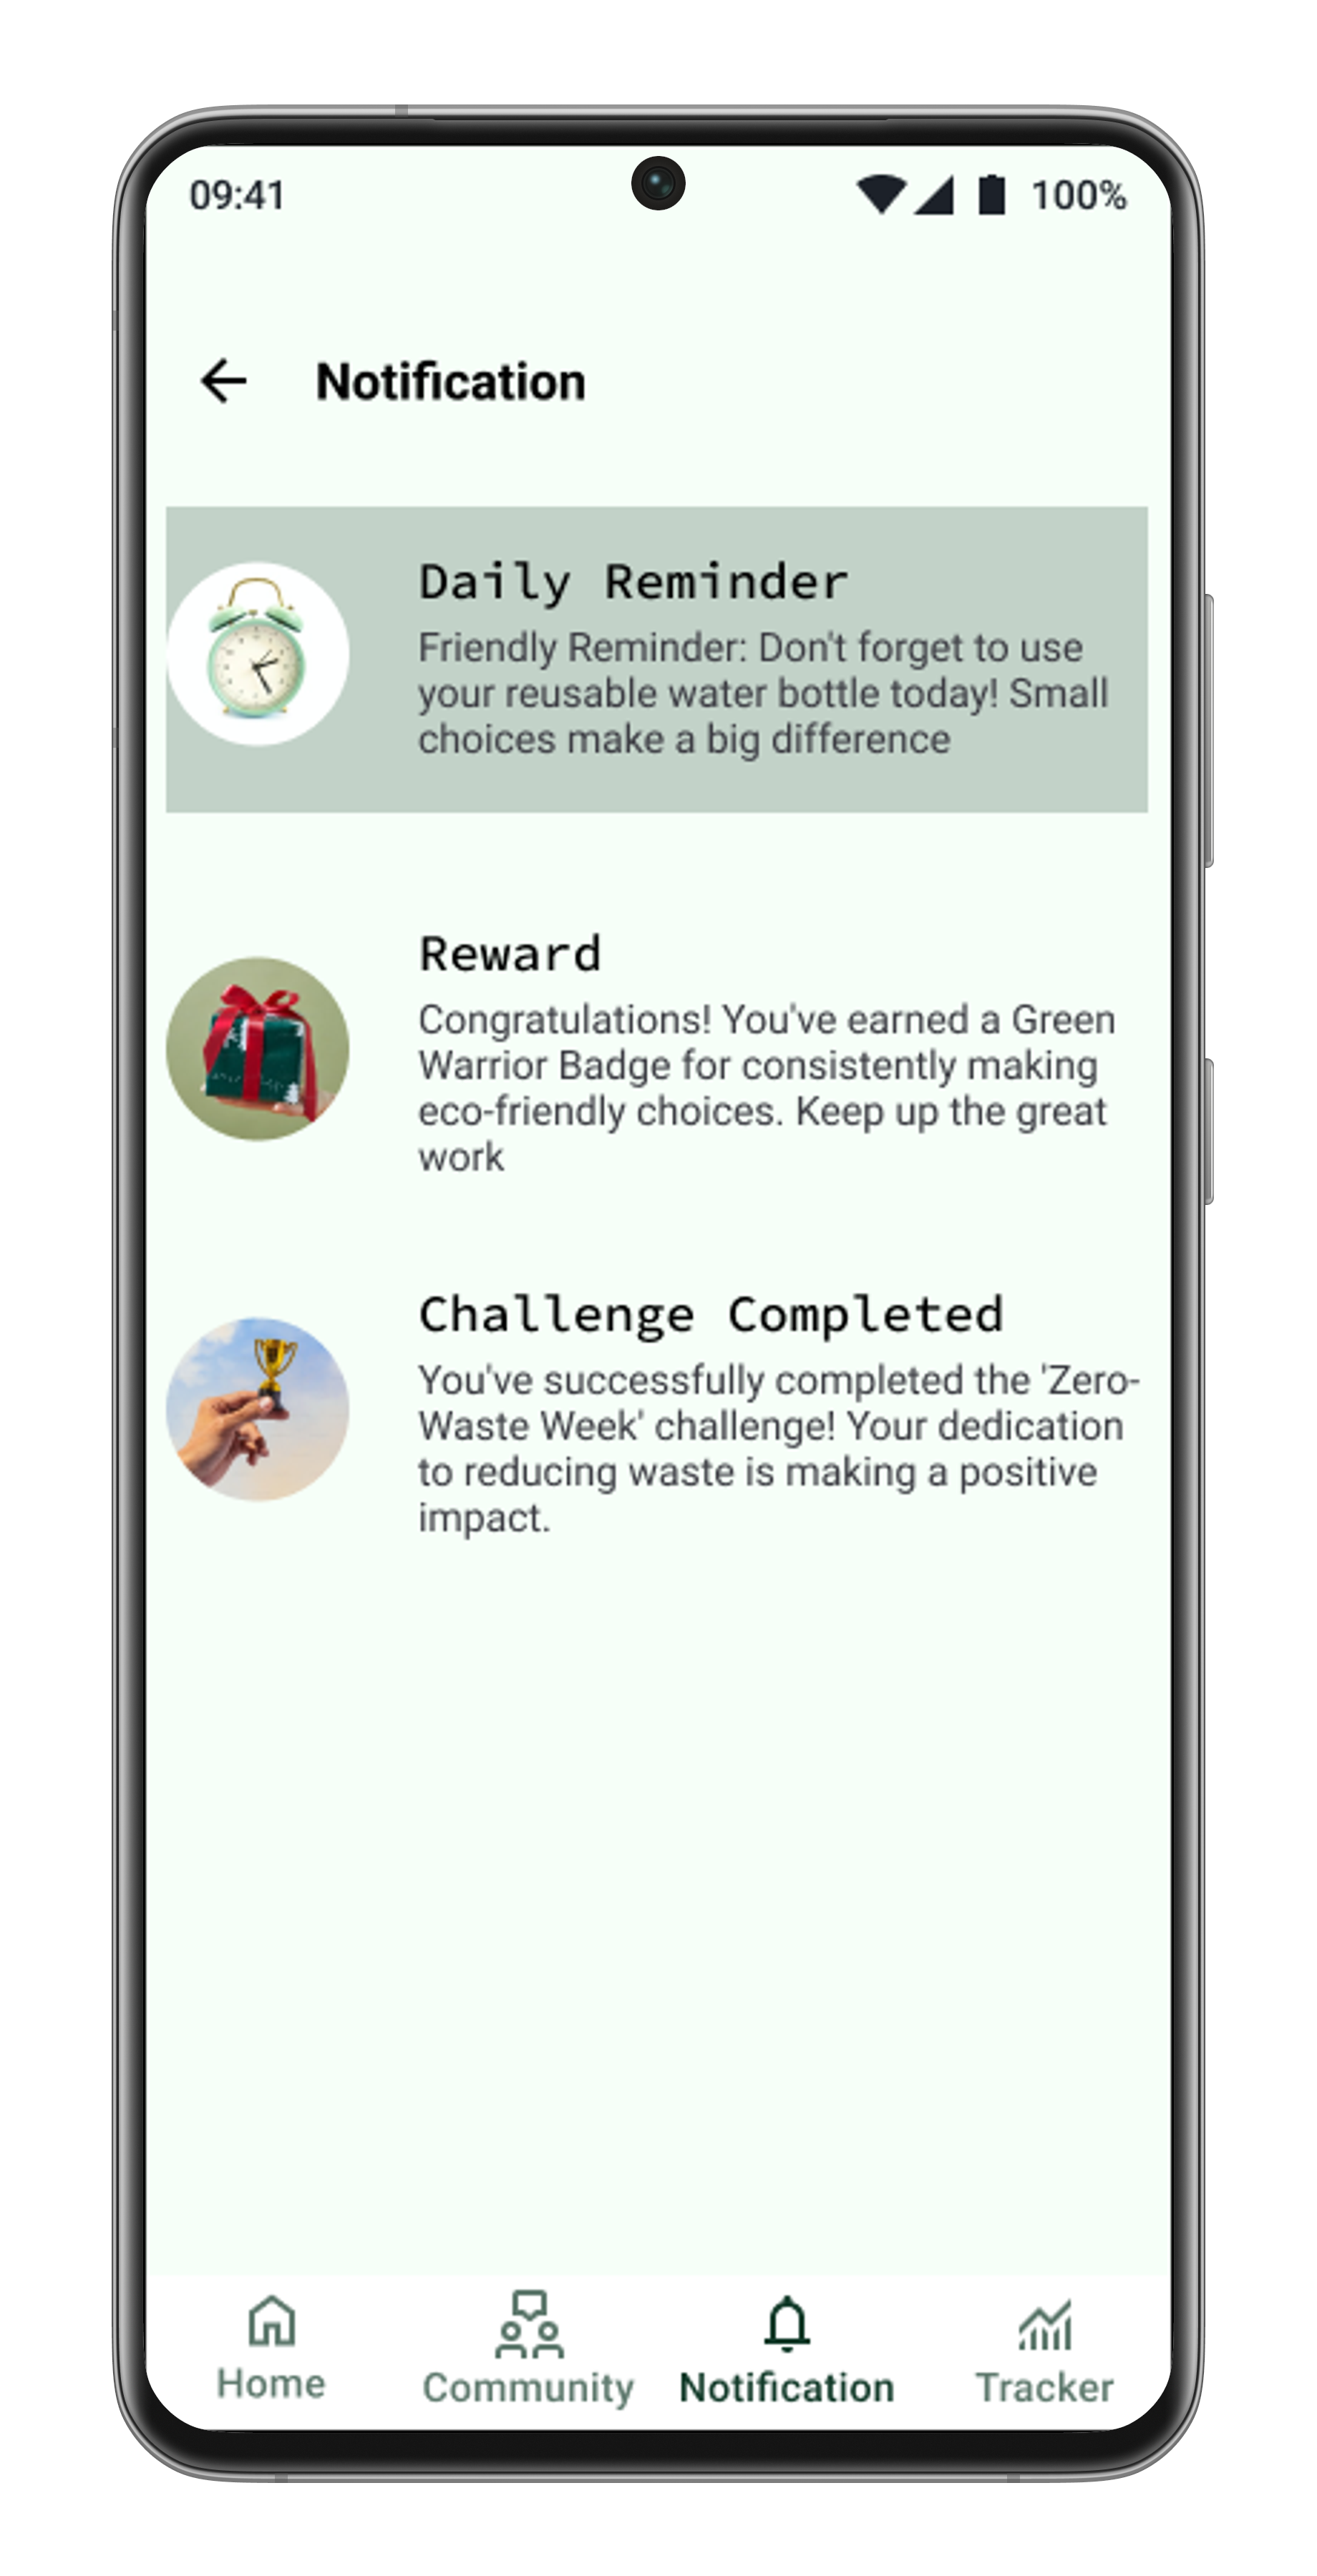 09:41 100%
Notification
Daily Reminder
Friendly Reminder: Don't forget to use
your reusable water bottle today! Small
choices make a big difference
Reward
Congratulations! You've earned a Green
Warrior Badge for consistently making
eco-friendly choices. Keep up the great
work
Challenge Completed
You've successfully completed the 'Zero-
Waste Week' challenge! Your dedication
to reducing waste is making a positive
impact.
Home Community Notification Tracker